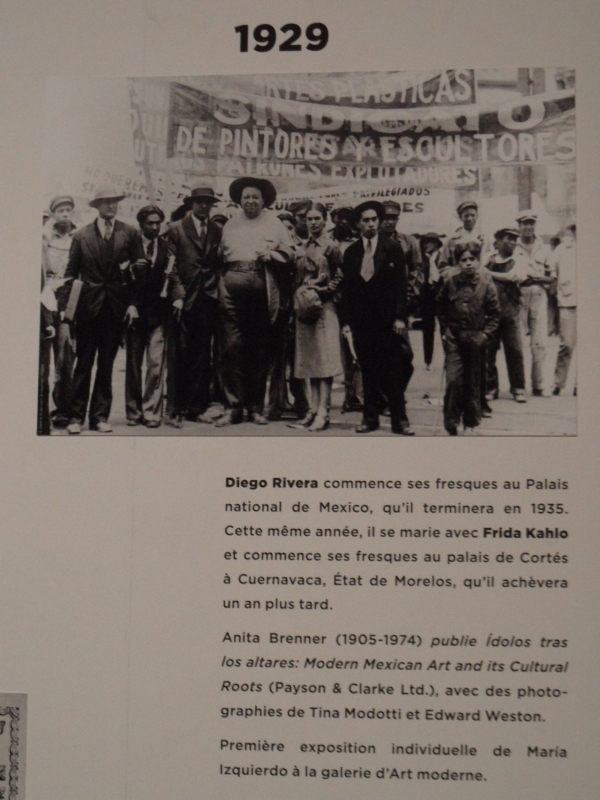 1929
ARTES PLASTICAS
SINDICATO
DE PINTORES Y ESCULTORES
EXPLOTADORES
PRIVILEGIADOS
Diego Rivera commence ses fresques au Palais
national de Mexico, qu'il terminera en 1935.
Cette même année, il se marie avec Frida Kahlo
et commence ses fresques au palais de Cortés
à Cuernavaca, État de Morelos, qu'il achèvera
un an plus tard.
Anita Brenner (1905-1974) publie Ídolos tras
los altares: Modern Mexican Art and its Cultural
Roots (Payson & Clarke Ltd.), avec des photo-
graphies de Tina Modotti et Edward Weston.
Première exposition individuelle de María
Izquierdo à la galerie d'Art moderne.